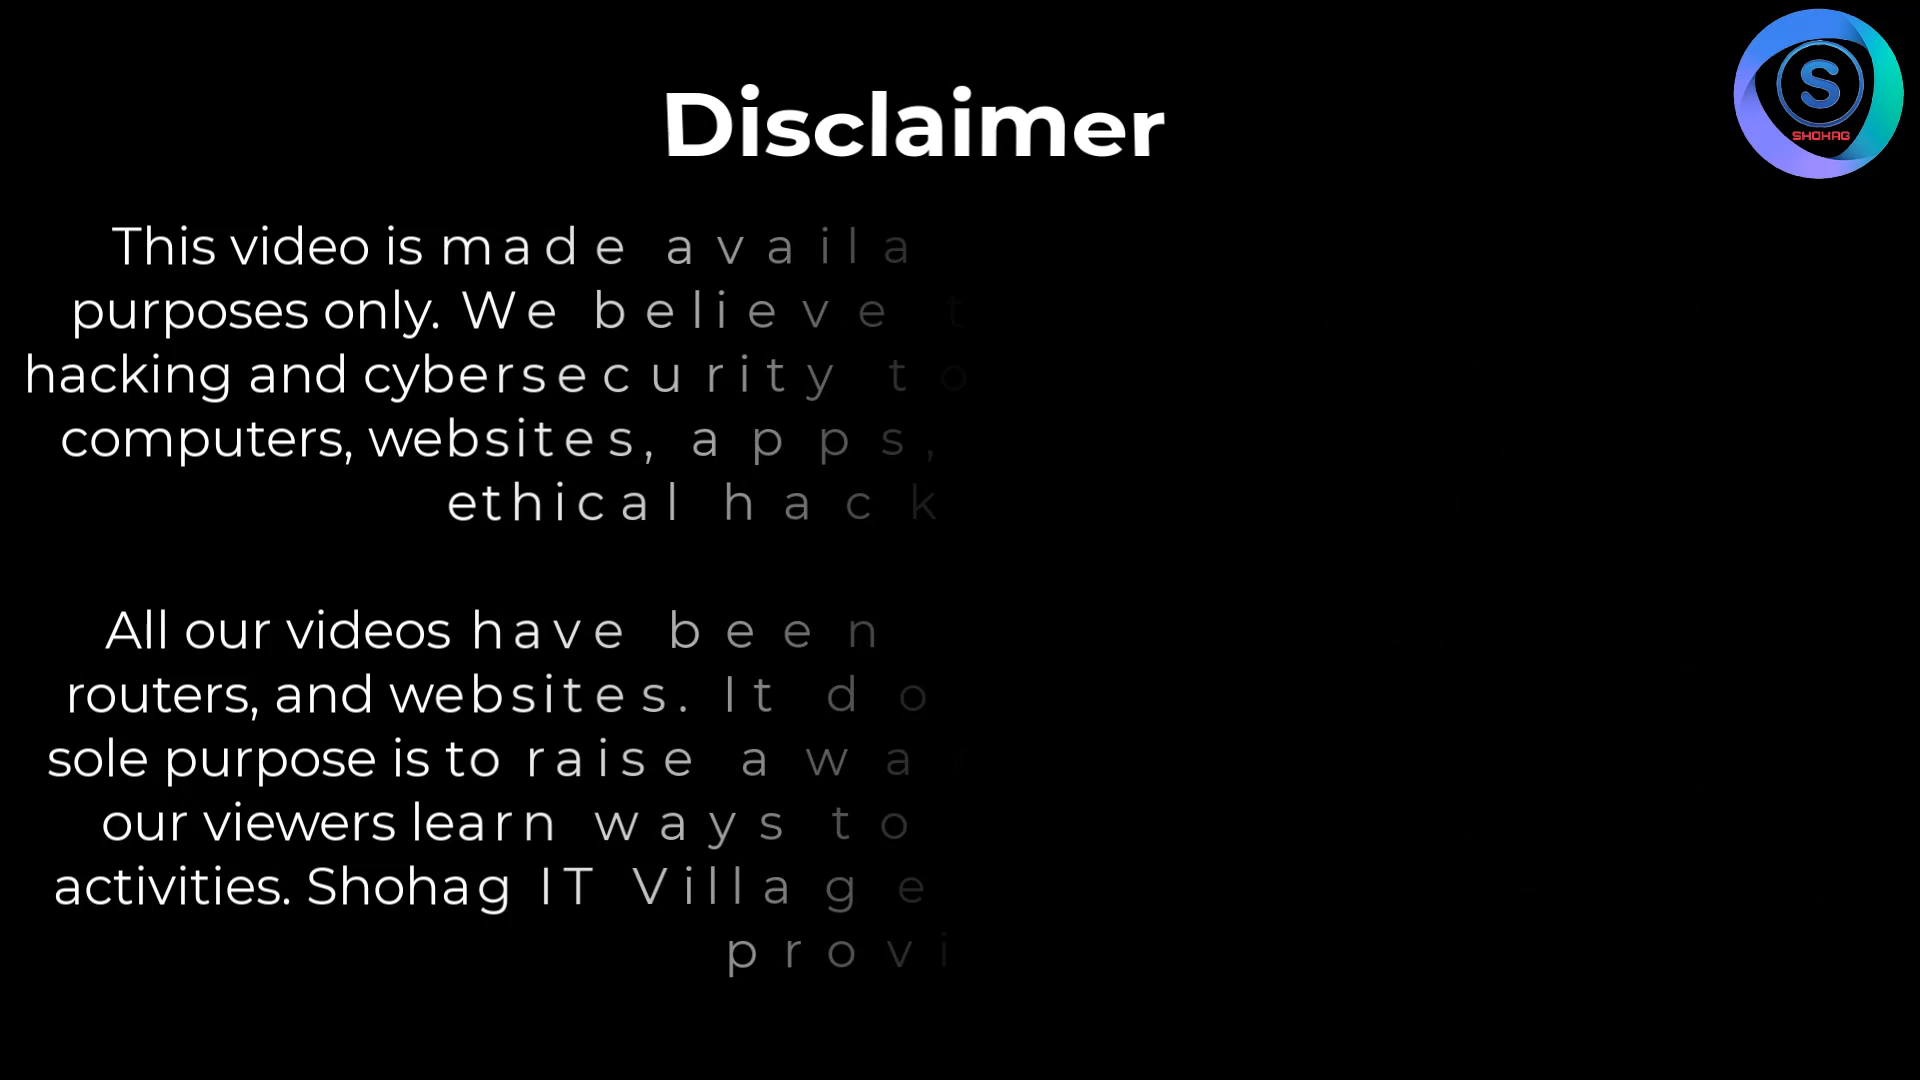 Disclaimer
S
SHOHAG
This video is made availa
purposes only. We believe t
hacking and cybersecurity to
computers, websites, apps,
ethical hack
All our videos have been
routers, and websites. It do
sole purpose is to raise awa
our viewers learn ways to
activities. Shohag IT Village
provi